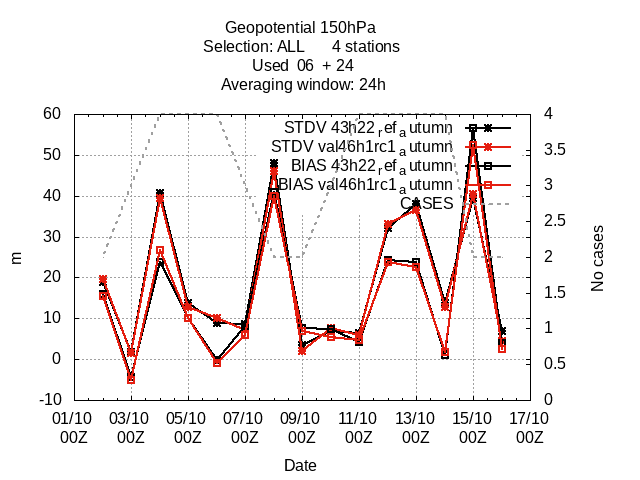 Geopotential 150hPa
Selection: ALL 4 stations
Used 06 + 24
Averaging window: 24h
STDV 43h22ref_autumn
STDV val46h1rc1_autumn
BIAS 43h22ref_autumn
BIAS val46h1rc1_autumn
CASES
60
50
40
30
20
10
0
-10
m
4
3.5
3
2.5
2
1.5
1
0.5
0
No cases
01/10 03/10 05/10 07/10 09/10 11/10 13/10 15/10 17/10
00Z 00Z 00Z 00Z 00Z 00Z 00Z 00Z 00Z
Date